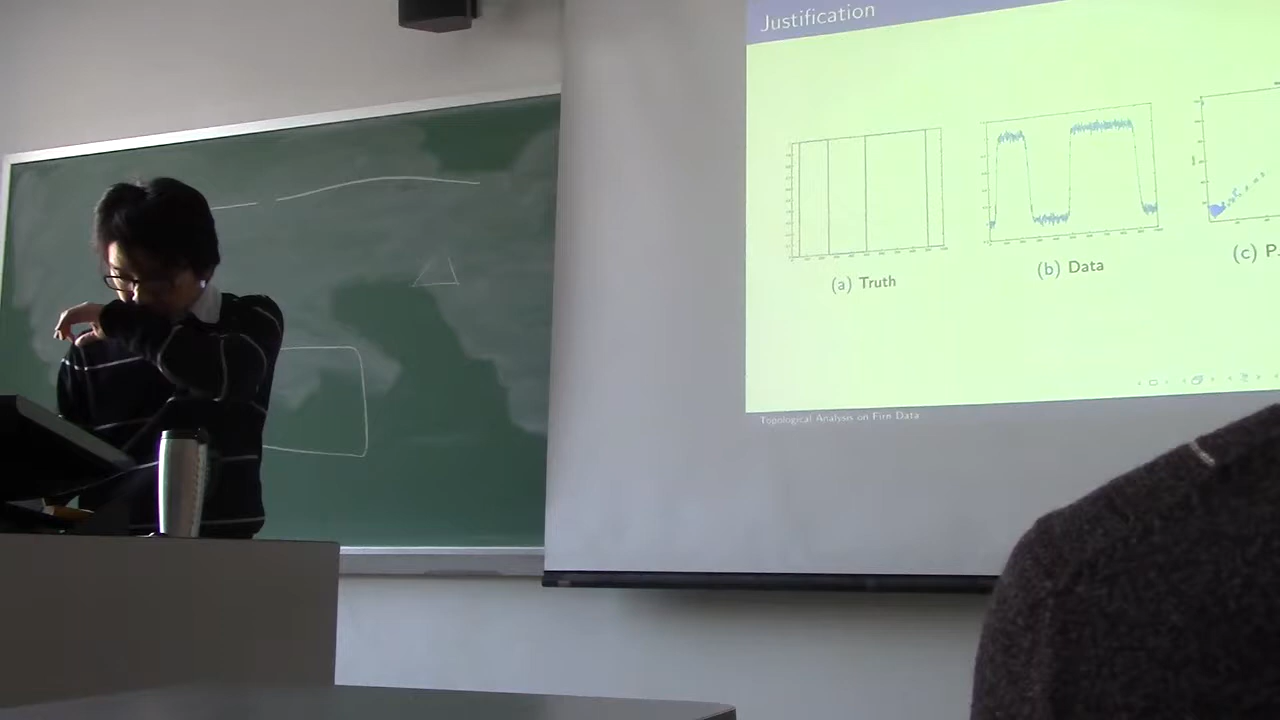 Justification
(a) Truth
(b) Data
(c) P
Topological Analysis on Firn Data